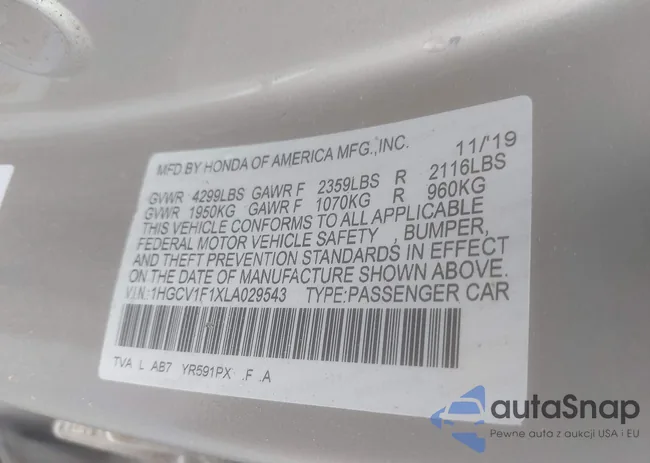 MFD BY HONDA OF AMERICA MFG.,INC. 11/'19
GVWR 4299LBS GAWR F 2359LBS R 2116LBS
GVWR 1950KG GAWR F 1070KG R 960KG
THIS VEHICLE CONFORMS TO ALL APPLICABLE
FEDERAL MOTOR VEHICLE SAFETY , BUMPER,
AND THEFT PREVENTION STANDARDS IN EFFECT
ON THE DATE OF MANUFACTURE SHOWN ABOVE.
V.I.N.:1HGCV1F1XLA029543 TYPE:PASSENGER CAR
TVA L AB7 YR591PX .F .A
autaSnap
Pewne auto z aukcji USA i EU